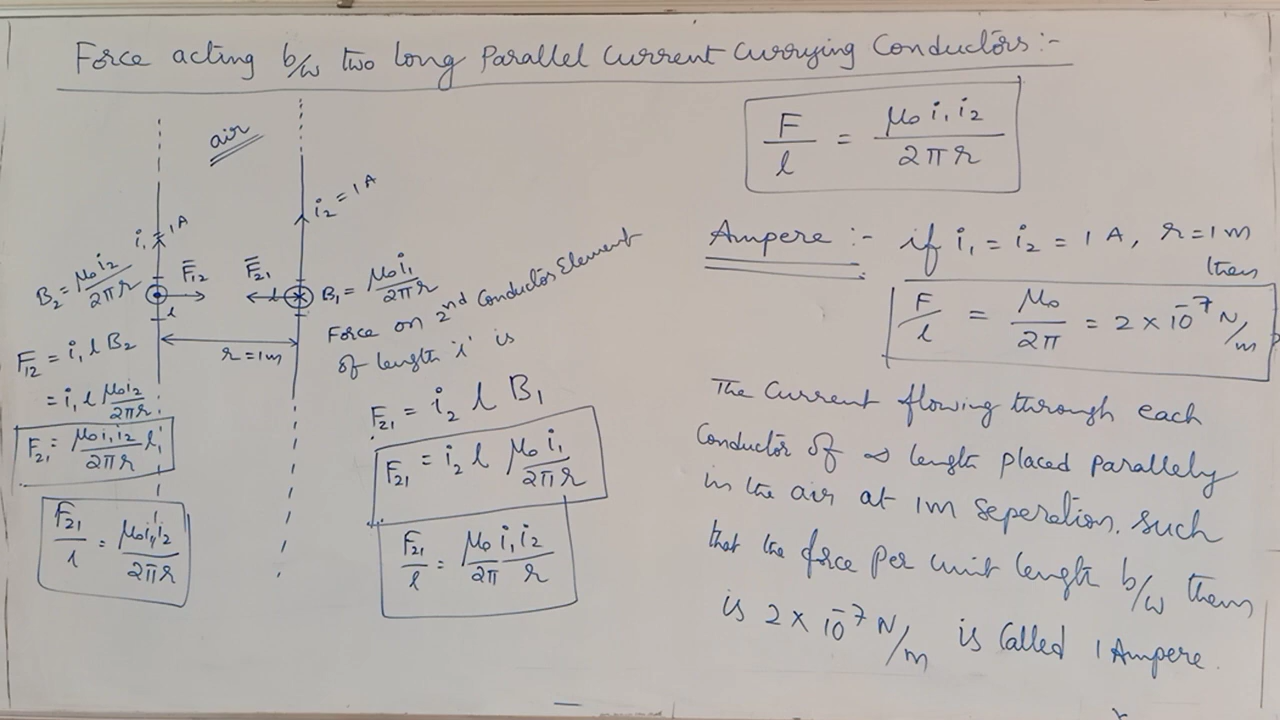 Force acting b/w two long Parallel Current Currying Conductors:-
air
i₁ 1A
i₂ = 1A
B₂ = μ₀i₂/2πr
F̅₁₂
F̅₂₁
l
l
B₁ = μ₀i₁/2πr
r = 1m
Force on 2nd Conductor Element
of length 'l' is
F₁₂ = i₁ l B₂
= i₁ l μ₀i₂/2πr
F₂₁ = μ₀i₁i₂/2πr l
F₂₁/l = μ₀i₁i₂/2πr
F₂₁ = i₂ l B₁
F₂₁ = i₂ l μ₀i₁/2πr
F₂₁/l = μ₀/2π i₁i₂/r
F/l = μ₀i₁i₂/2πr
Ampere :- if i₁ = i₂ = 1 A, r = 1m
then
F/l = μ₀/2π = 2 × 10⁻⁷ N/m
The Current flowing through each
Conductor of ∞ length placed parallely
in the air at 1m seperation. Such
that the force per unit length b/w them
is 2 × 10⁻⁷ N/m is Called 1 Ampere.